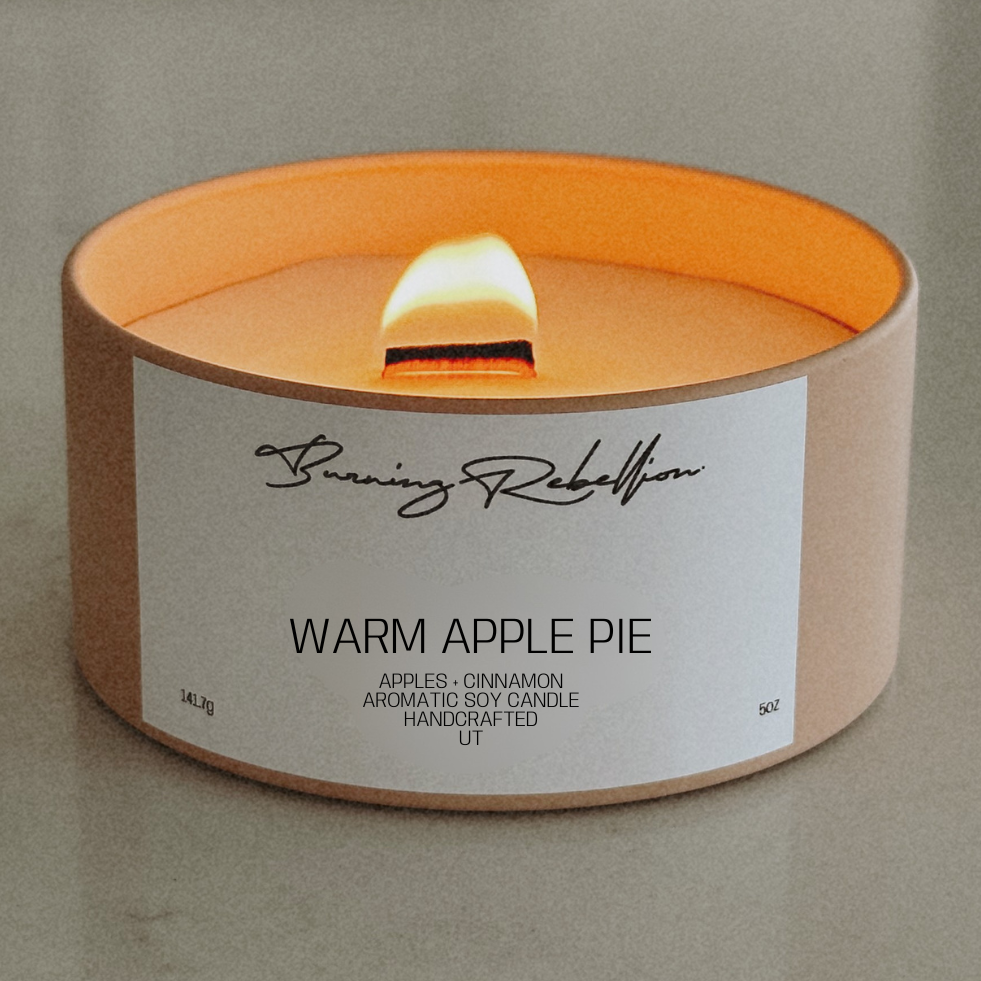 Burning Rebellion
WARM APPLE PIE
APPLES + CINNAMON
AROMATIC SOY CANDLE
HANDCRAFTED
UT
141.7g
5oz